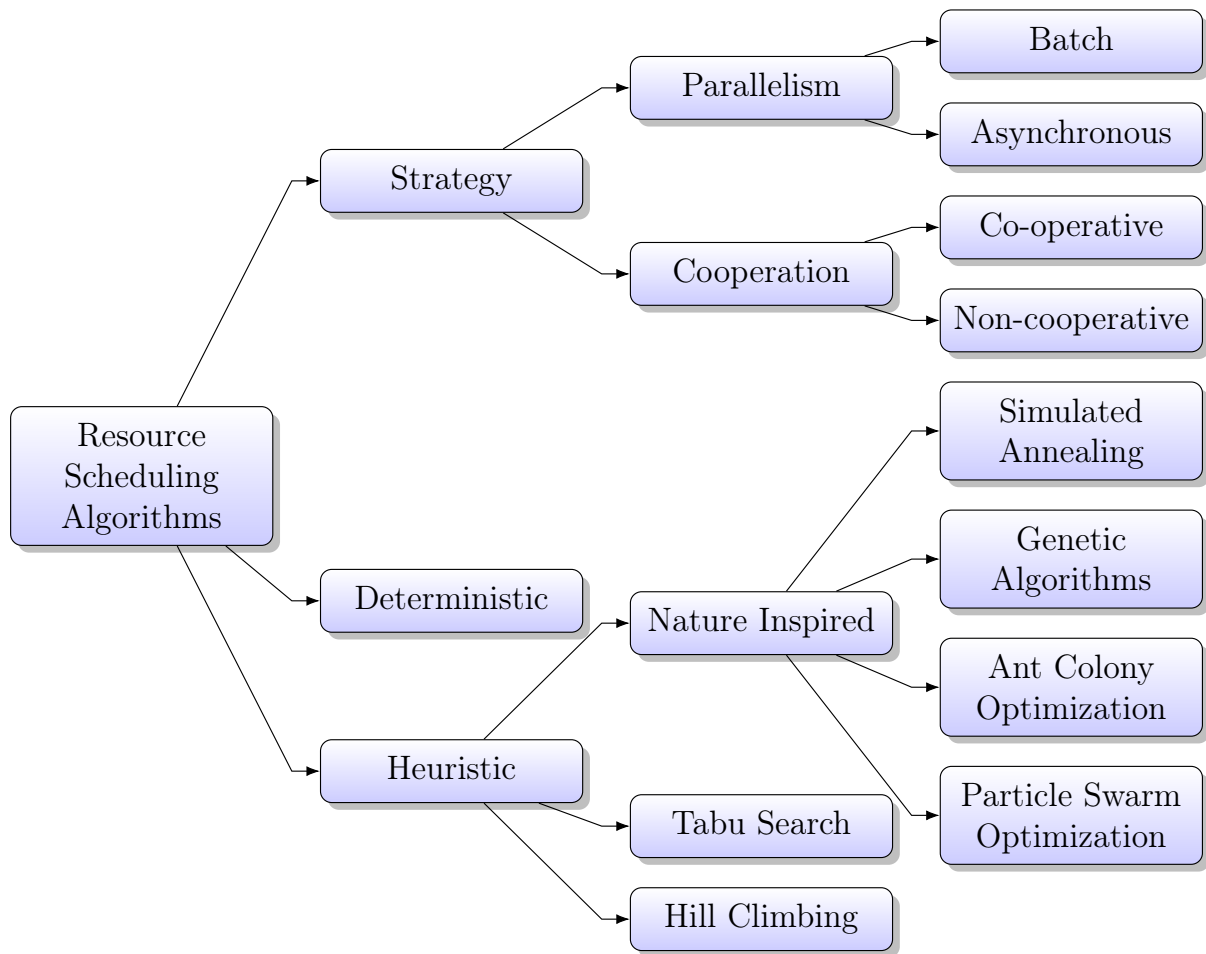 Resource
Scheduling
Algorithms
Strategy
Parallelism
Batch
Asynchronous
Cooperation
Co-operative
Non-cooperative
Deterministic
Heuristic
Nature Inspired
Simulated
Annealing
Genetic
Algorithms
Ant Colony
Optimization
Particle Swarm
Optimization
Tabu Search
Hill Climbing